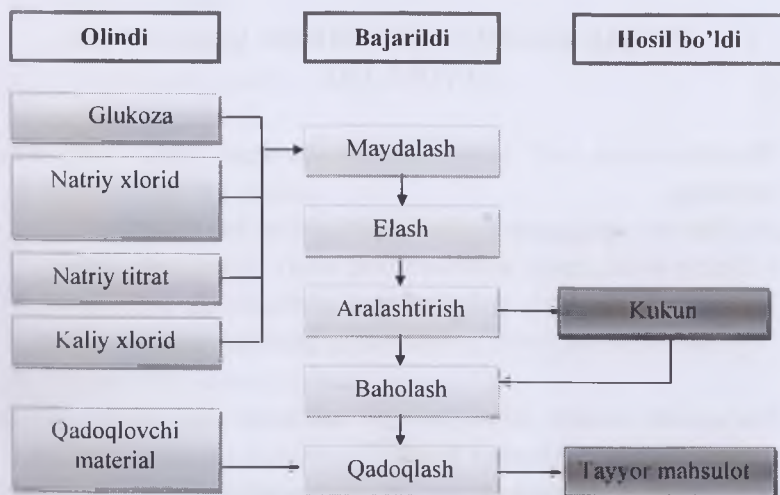 Olindi
Bajarildi
Hosil bo’ldi
Glukoza
Natriy xlorid
Natriy titrat
Kaliy xlorid
Qadoqlovchi
material
Maydalash
Elash
Aralashtirish
Baholash
Qadoqlash
Kukun
Tayyor mahsulot